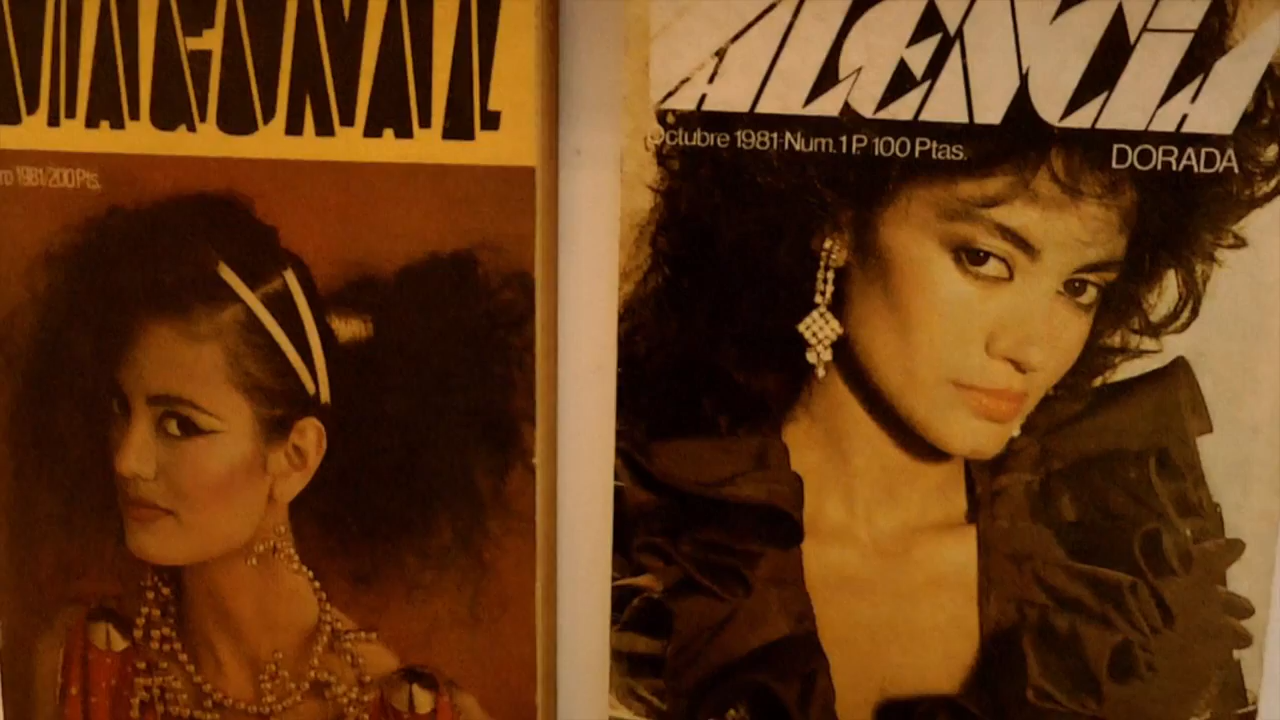 DIAGONAL
ro 1981/200 Pts.
ALENCIA
Octubre 1981-Num.1 P. 100 Ptas.
DORADA